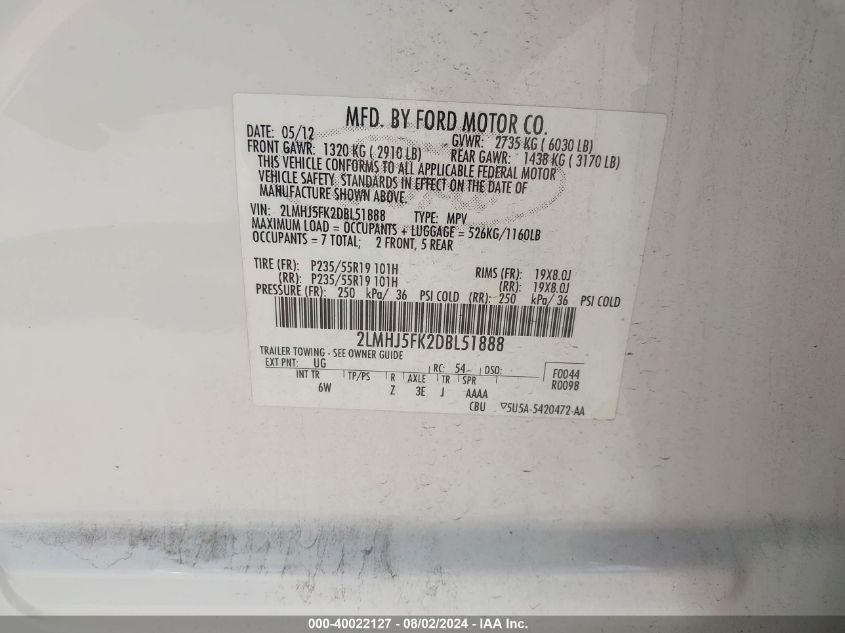 MFD. BY FORD MOTOR CO.
DATE: 05/12 GVWR: 2735 KG ( 6030 LB)
FRONT GAWR: 1320 KG ( 2910 LB) REAR GAWR: 1438 KG ( 3170 LB)
THIS VEHICLE CONFORMS TO ALL APPLICABLE FEDERAL MOTOR
VEHICLE SAFETY STANDARDS IN EFFECT ON THE DATE OF
MANUFACTURE SHOWN ABOVE.
VIN: 2LMHJ5FK2DBL51888 TYPE: MPV
MAXIMUM LOAD = OCCUPANTS + LUGGAGE = 526KG/1160LB
OCCUPANTS = 7 TOTAL; 2 FRONT, 5 REAR
TIRE (FR): P235/55R19 101H RIMS (FR): 19X8.0J
(RR): P235/55R19 101H (RR): 19X8.0J
PRESSURE (FR): 250 kPa/ 36 PSI COLD (RR): 250 kPa/ 36 PSI COLD
2LMHJ5FK2DBL51888
TRAILER TOWING - SEE OWNER GUIDE
EXT PNT: UG RC: 54 DSO: F0044
R0098
INT TR TP/PS R AXLE TR SPR
6W Z 3E J AAAA
CBU ▽5U5A-5420472-AA
000-40022127 - 08/02/2024 - IAA Inc.